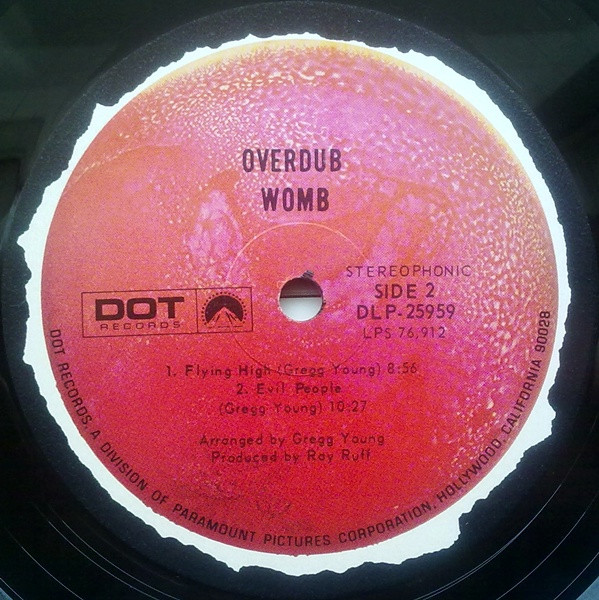 OVERDUB
WOMB
STEREOPHONIC
SIDE 2
DLP-25959
LPS 76,912
DOT
RECORDS
1. Flying High (Gregg Young) 8:56
2. Evil People
(Gregg Young) 10:27
Arranged by Gregg Young
Produced by Ray Ruff
DOT RECORDS, A DIVISION OF PARAMOUNT PICTURES CORPORATION, HOLLYWOOD, CALIFORNIA 90028